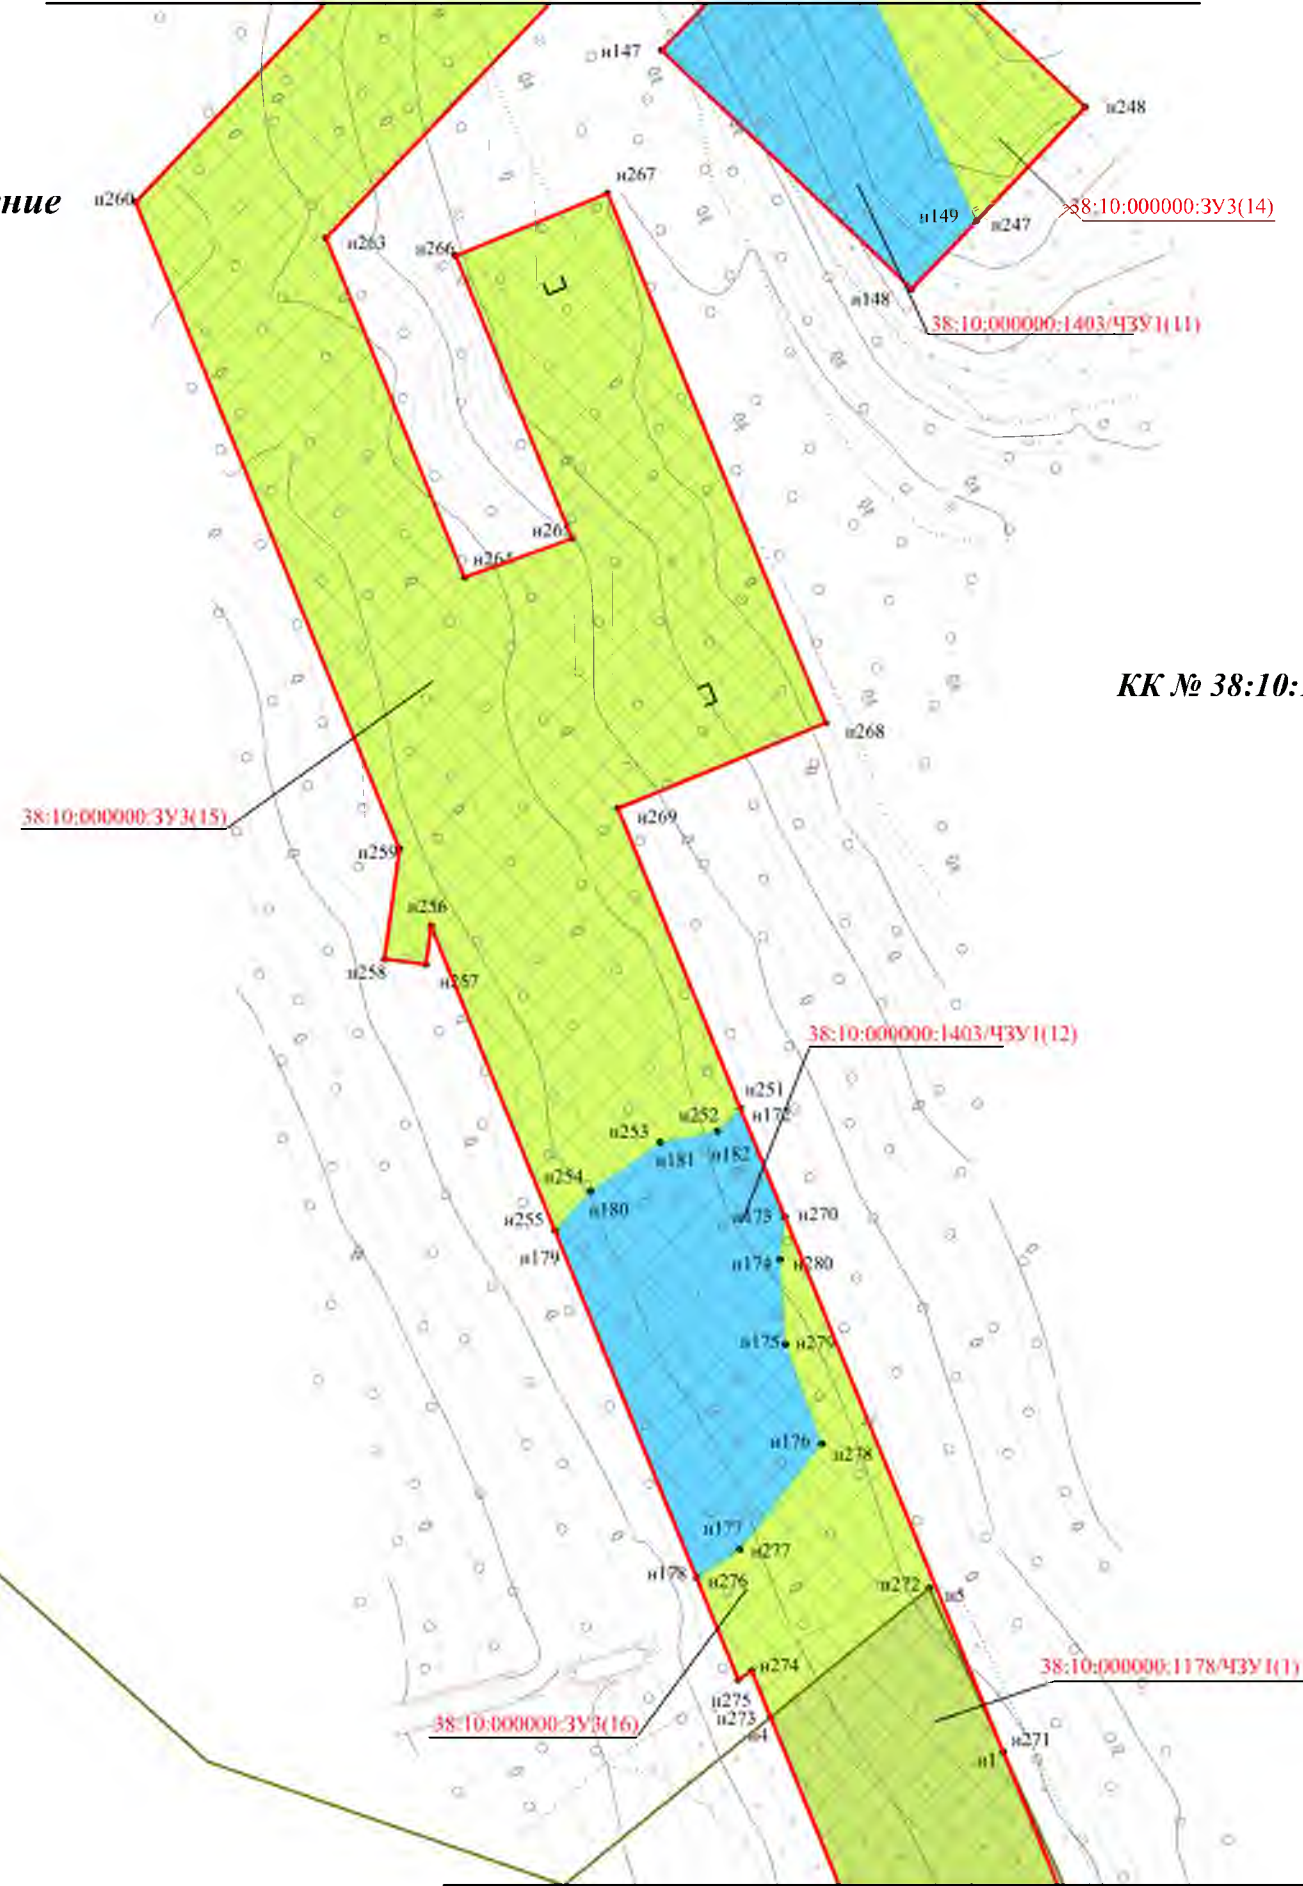 н147
н248
н267
ние
н260
38:10:000000:ЗУ3(14)
н149
н247
н263
н266
н148
38:10:000000:1403/ЧЗУ1(11)
н265
н264
КК № 38:10:
н268
38:10:000000:ЗУ3(15)
н269
н259
н256
н258
н257
38:10:000000:1403/ЧЗУ1(12)
н251
н172
н252
н253
н182
н181
н254
н180
н255
н173
н270
н179
н174
н280
н175
н279
н176
н278
н177
н277
н178
н276
н272
н5
н274
38:10:000000:1178/ЧЗУ1(1)
н275
н273
38:10:000000:ЗУ3(16)
н4
н271
н1